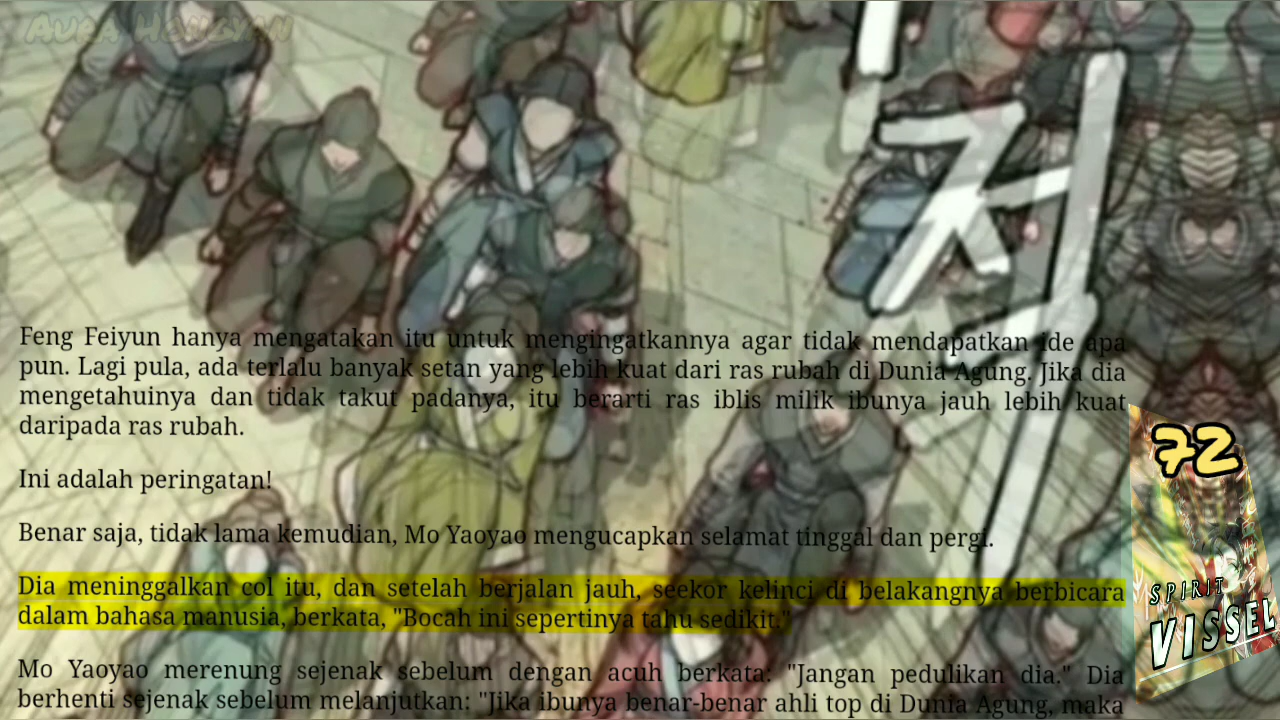 Aura Hongyan
Feng Feiyun hanya mengatakan itu untuk mengingatkannya agar tidak mendapatkan ide apa
pun. Lagi pula, ada terlalu banyak setan yang lebih kuat dari ras rubah di Dunia Agung. Jika dia
mengetahuinya dan tidak takut padanya, itu berarti ras iblis milik ibunya jauh lebih kuat
daripada ras rubah.
Ini adalah peringatan!
Benar saja, tidak lama kemudian, Mo Yaoyao mengucapkan selamat tinggal dan pergi.
Dia meninggalkan col itu, dan setelah berjalan jauh, seekor kelinci di belakangnya berbicara
dalam bahasa manusia, berkata, "Bocah ini sepertinya tahu sedikit."
Mo Yaoyao merenung sejenak sebelum dengan acuh berkata: "Jangan pedulikan dia." Dia
berhenti sejenak sebelum melanjutkan: "Jika ibunya benar-benar ahli top di Dunia Agung, maka
72
SPIRIT
VISSEL